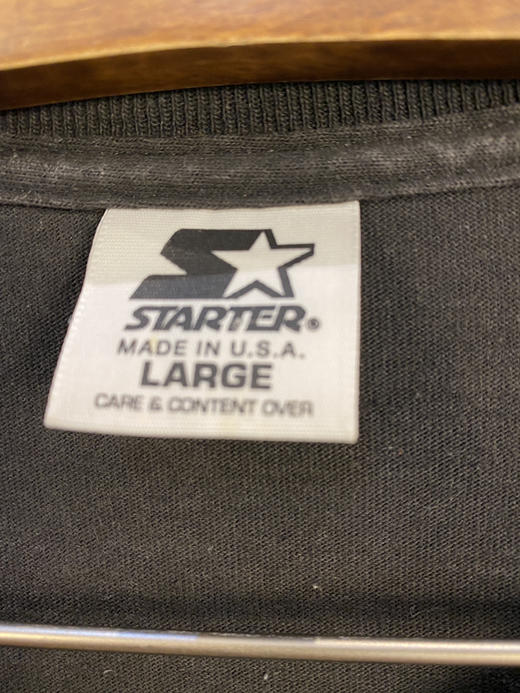 STARTER®
MADE IN U.S.A.
LARGE
CARE & CONTENT OVER